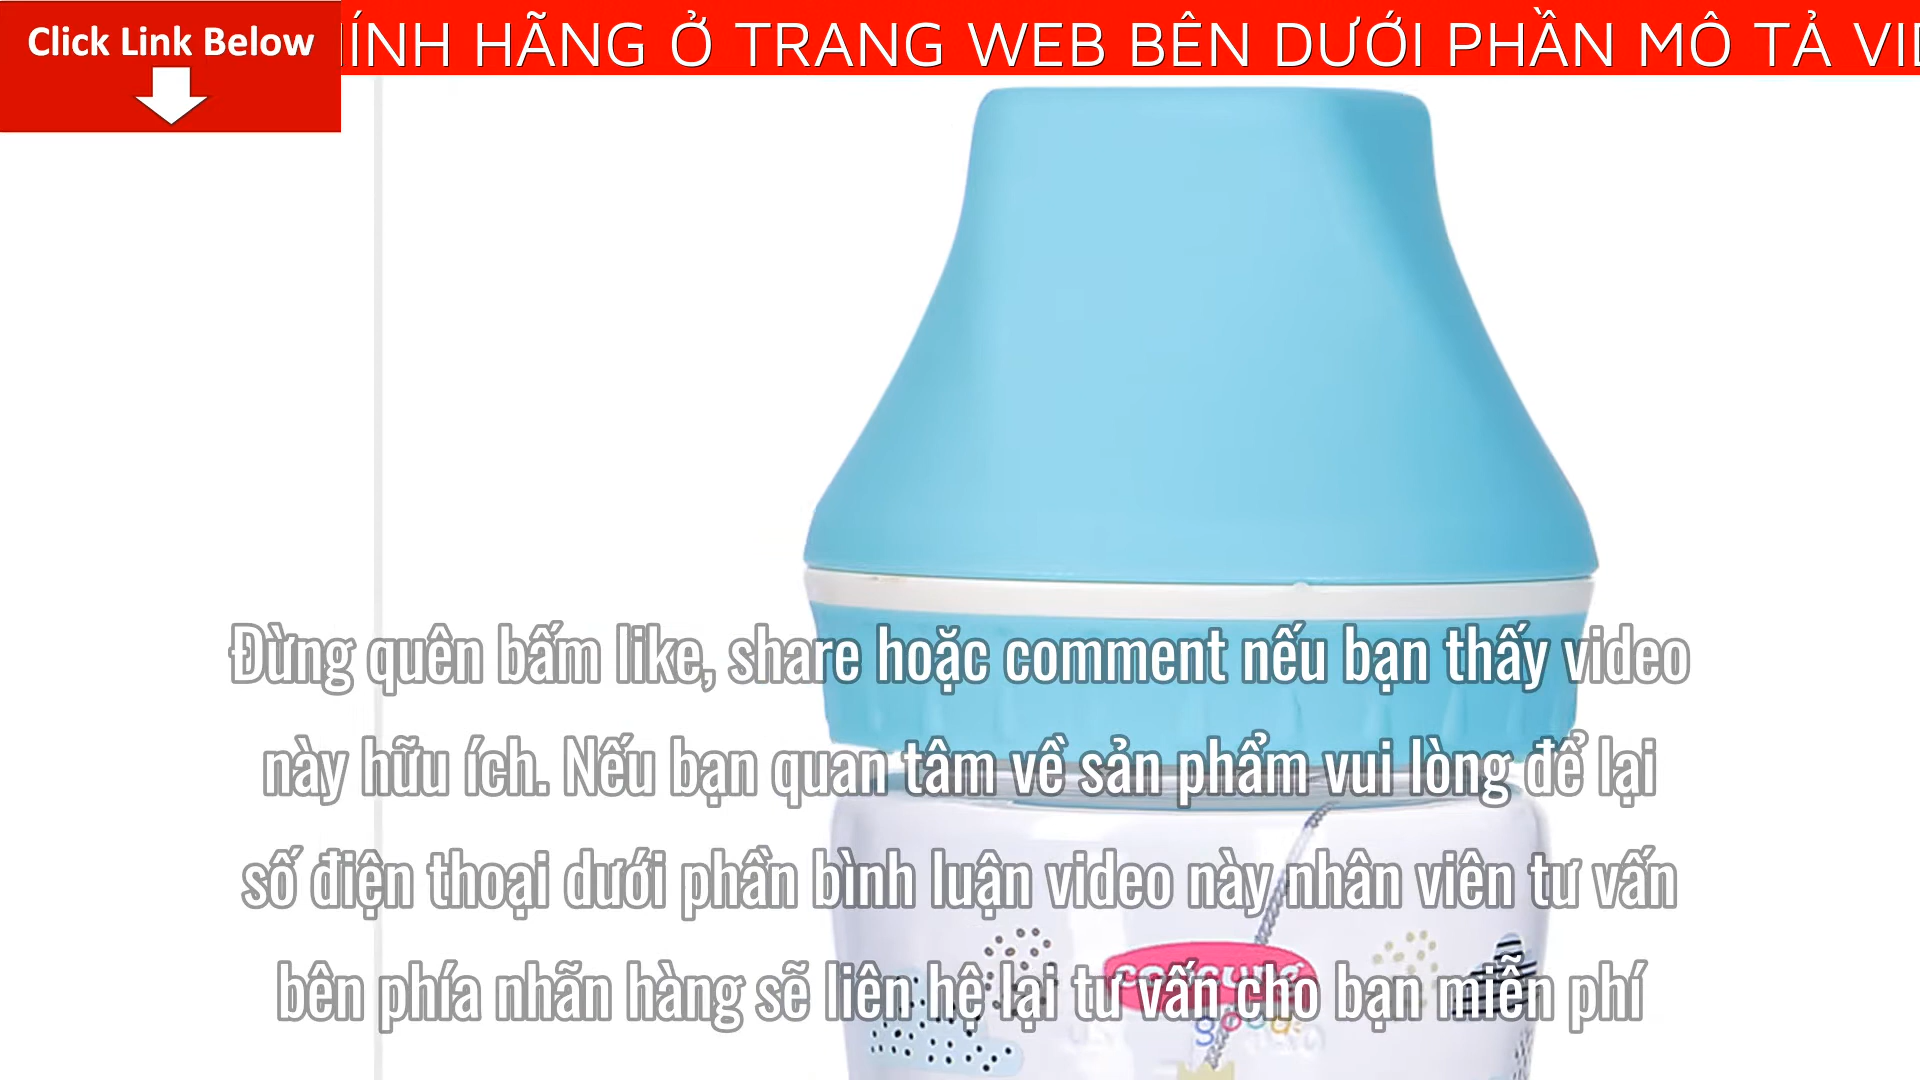 Click Link Below
HÍNH HÃNG Ở TRANG WEB BÊN DƯỚI PHẦN MÔ TẢ
Đừng quên bấm like, share hoặc comment nếu bạn thấy video
này hữu ích. Nếu bạn quan tâm về sản phẩm vui lòng để lại
số điện thoại dưới phần bình luận video này nhân viên tư vấn
bên phía nhãn hàng sẽ liên hệ lại tư vấn cho bạn miễn phí
concung
good